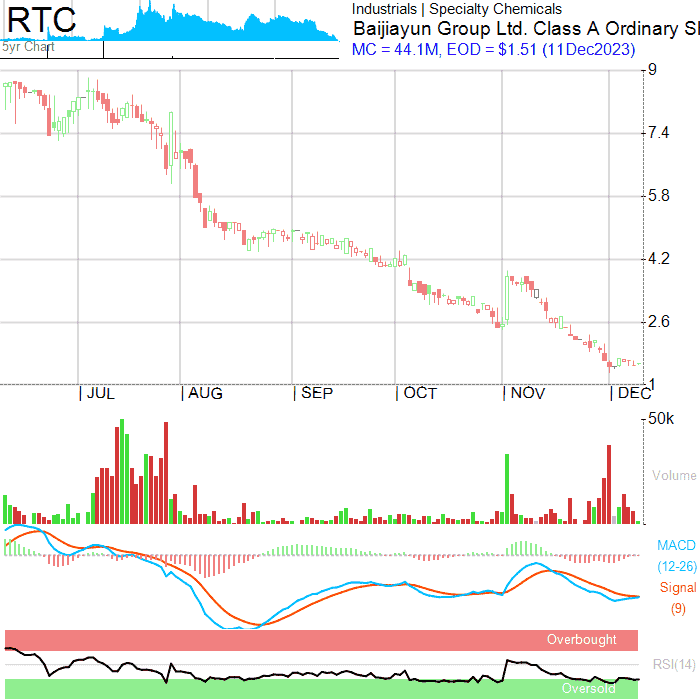 RTC
5yr Chart
Industrials | Specialty Chemicals
Baijiayun Group Ltd. Class A Ordinary Sl
MC = 44.1M, EOD = $1.51 (11Dec2023)
9
7.4
5.8
4.2
2.6
1
JUL AUG SEP OCT NOV DEC
50k
Volume
MACD
(12-26)
Signal
(9)
Overbought
RSI(14)
Oversold